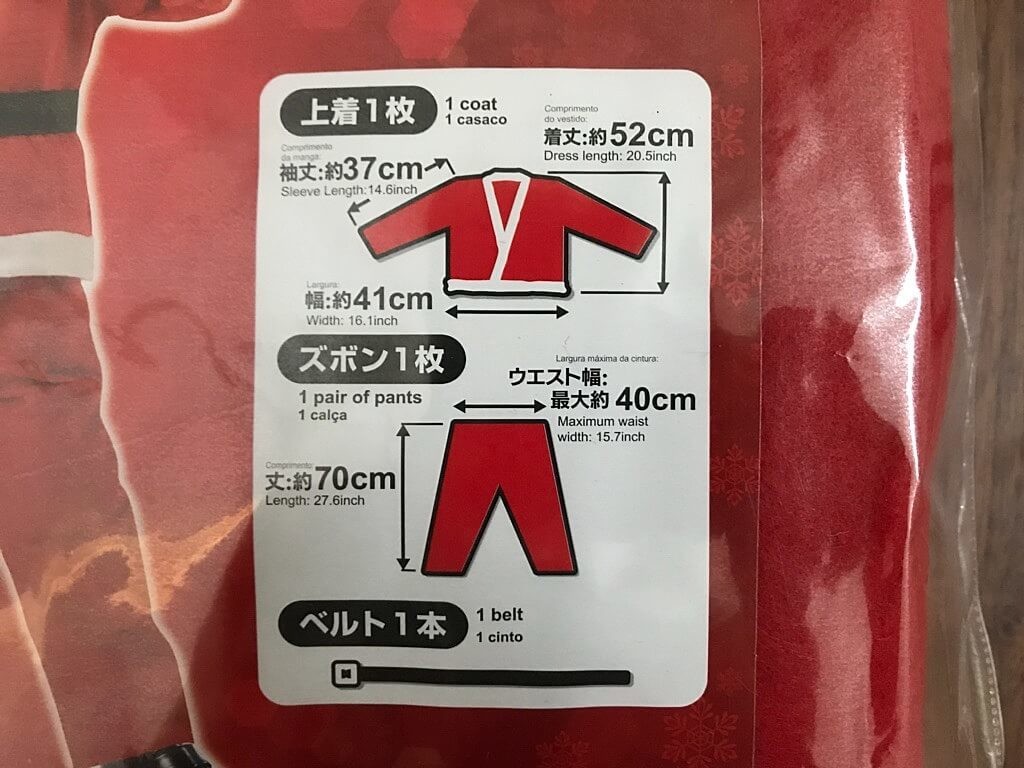 上着1枚
1 coat
1 casaco
Comprimento
do vestido:
着丈:約52cm
Dress length: 20.5inch
Comprimento
da manga:
袖丈:約37cm
Sleeve Length:14.6inch
Largura:
幅:約41cm
Width: 16.1inch
ズボン1枚
1 pair of pants
1 calça
Largura máxima da cintura:
ウエスト幅:
最大約 40cm
Maximum waist
width: 15.7inch
Comprimento:
丈:約70cm
Length: 27.6inch
ベルト1本
1 belt
1 cinto